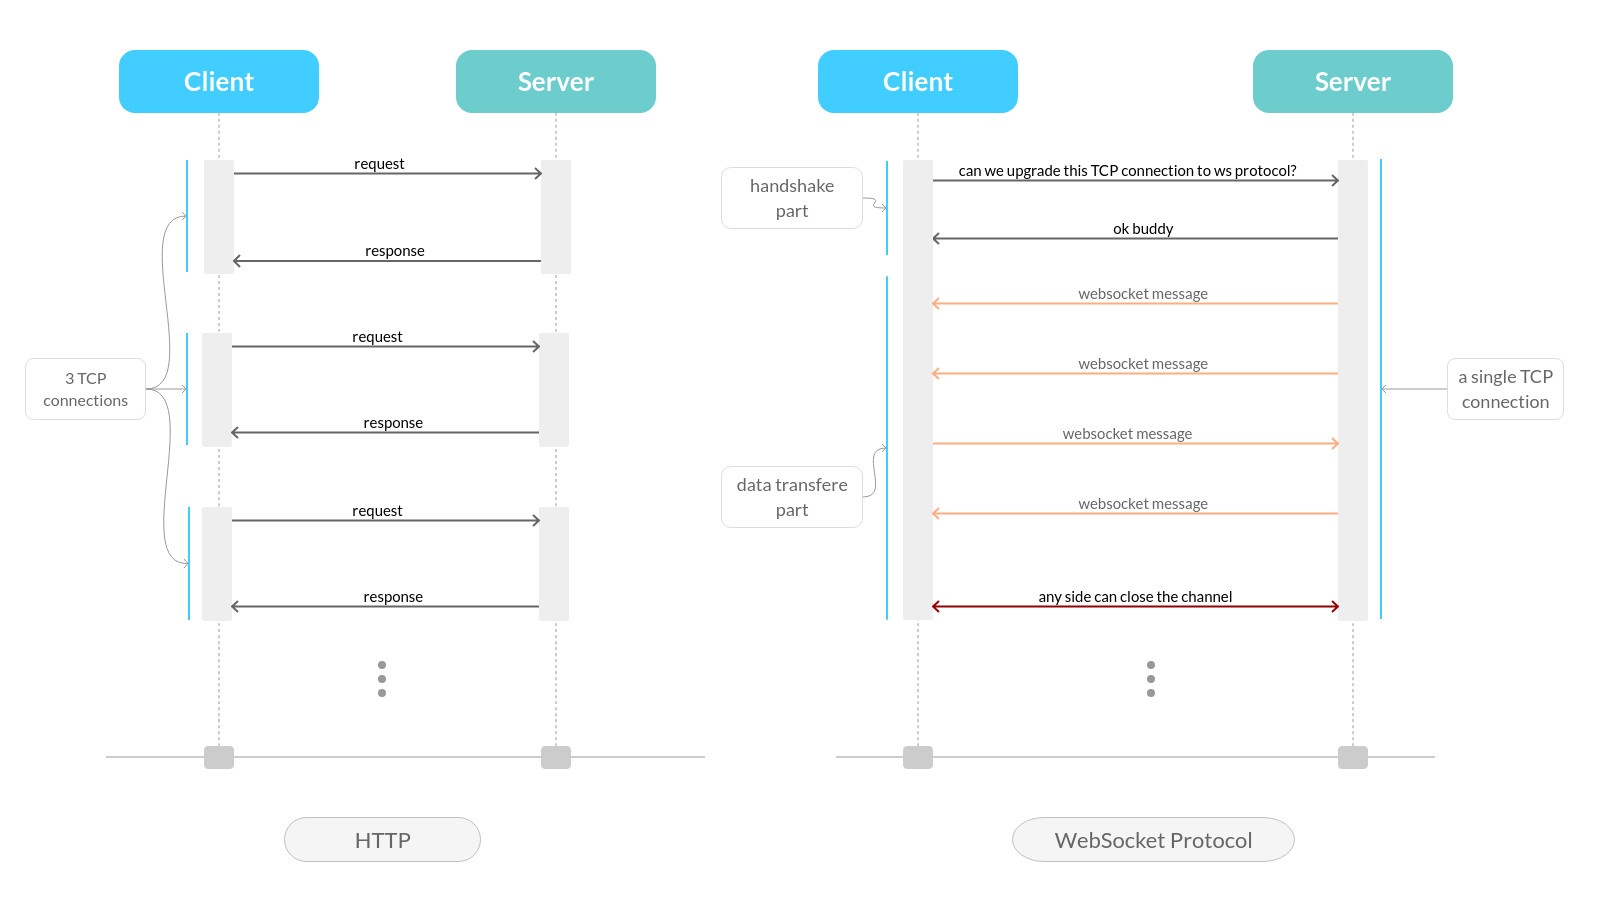 Client
Server
request
response
3 TCP
connections
request
response
request
response
HTTP
Client
Server
handshake
part
can we upgrade this TCP connection to ws protocol?
ok buddy
websocket message
websocket message
a single TCP
connection
websocket message
data transfere
part
websocket message
any side can close the channel
WebSocket Protocol